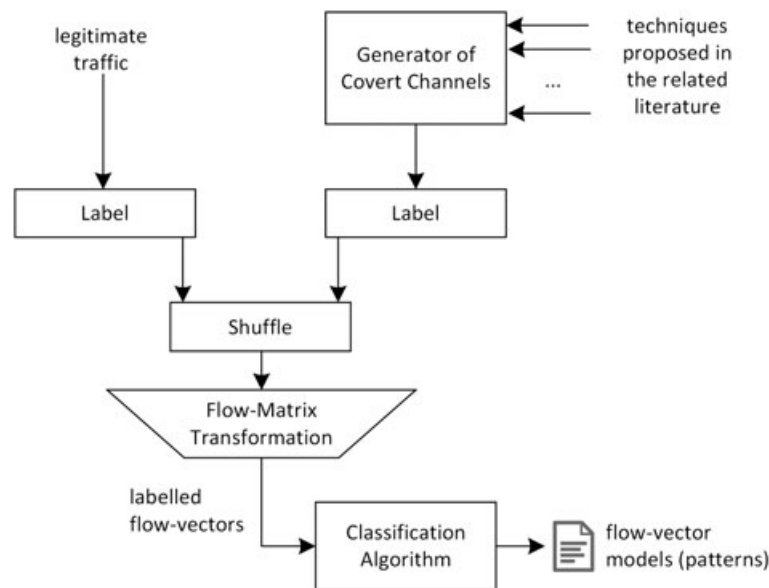 legitimate
traffic
Generator of
Covert Channels
techniques
proposed in
the related
literature
...
Label
Label
Shuffle
Flow-Matrix
Transformation
labelled
flow-vectors
Classification
Algorithm
flow-vector
models (patterns)